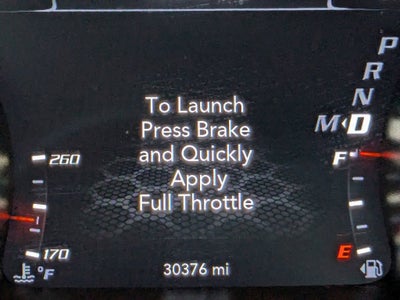 To Launch
Press Brake
and Quickly
Apply
Full Throttle
P
R
N
M D
260
170
°F
F
E
30376 mi